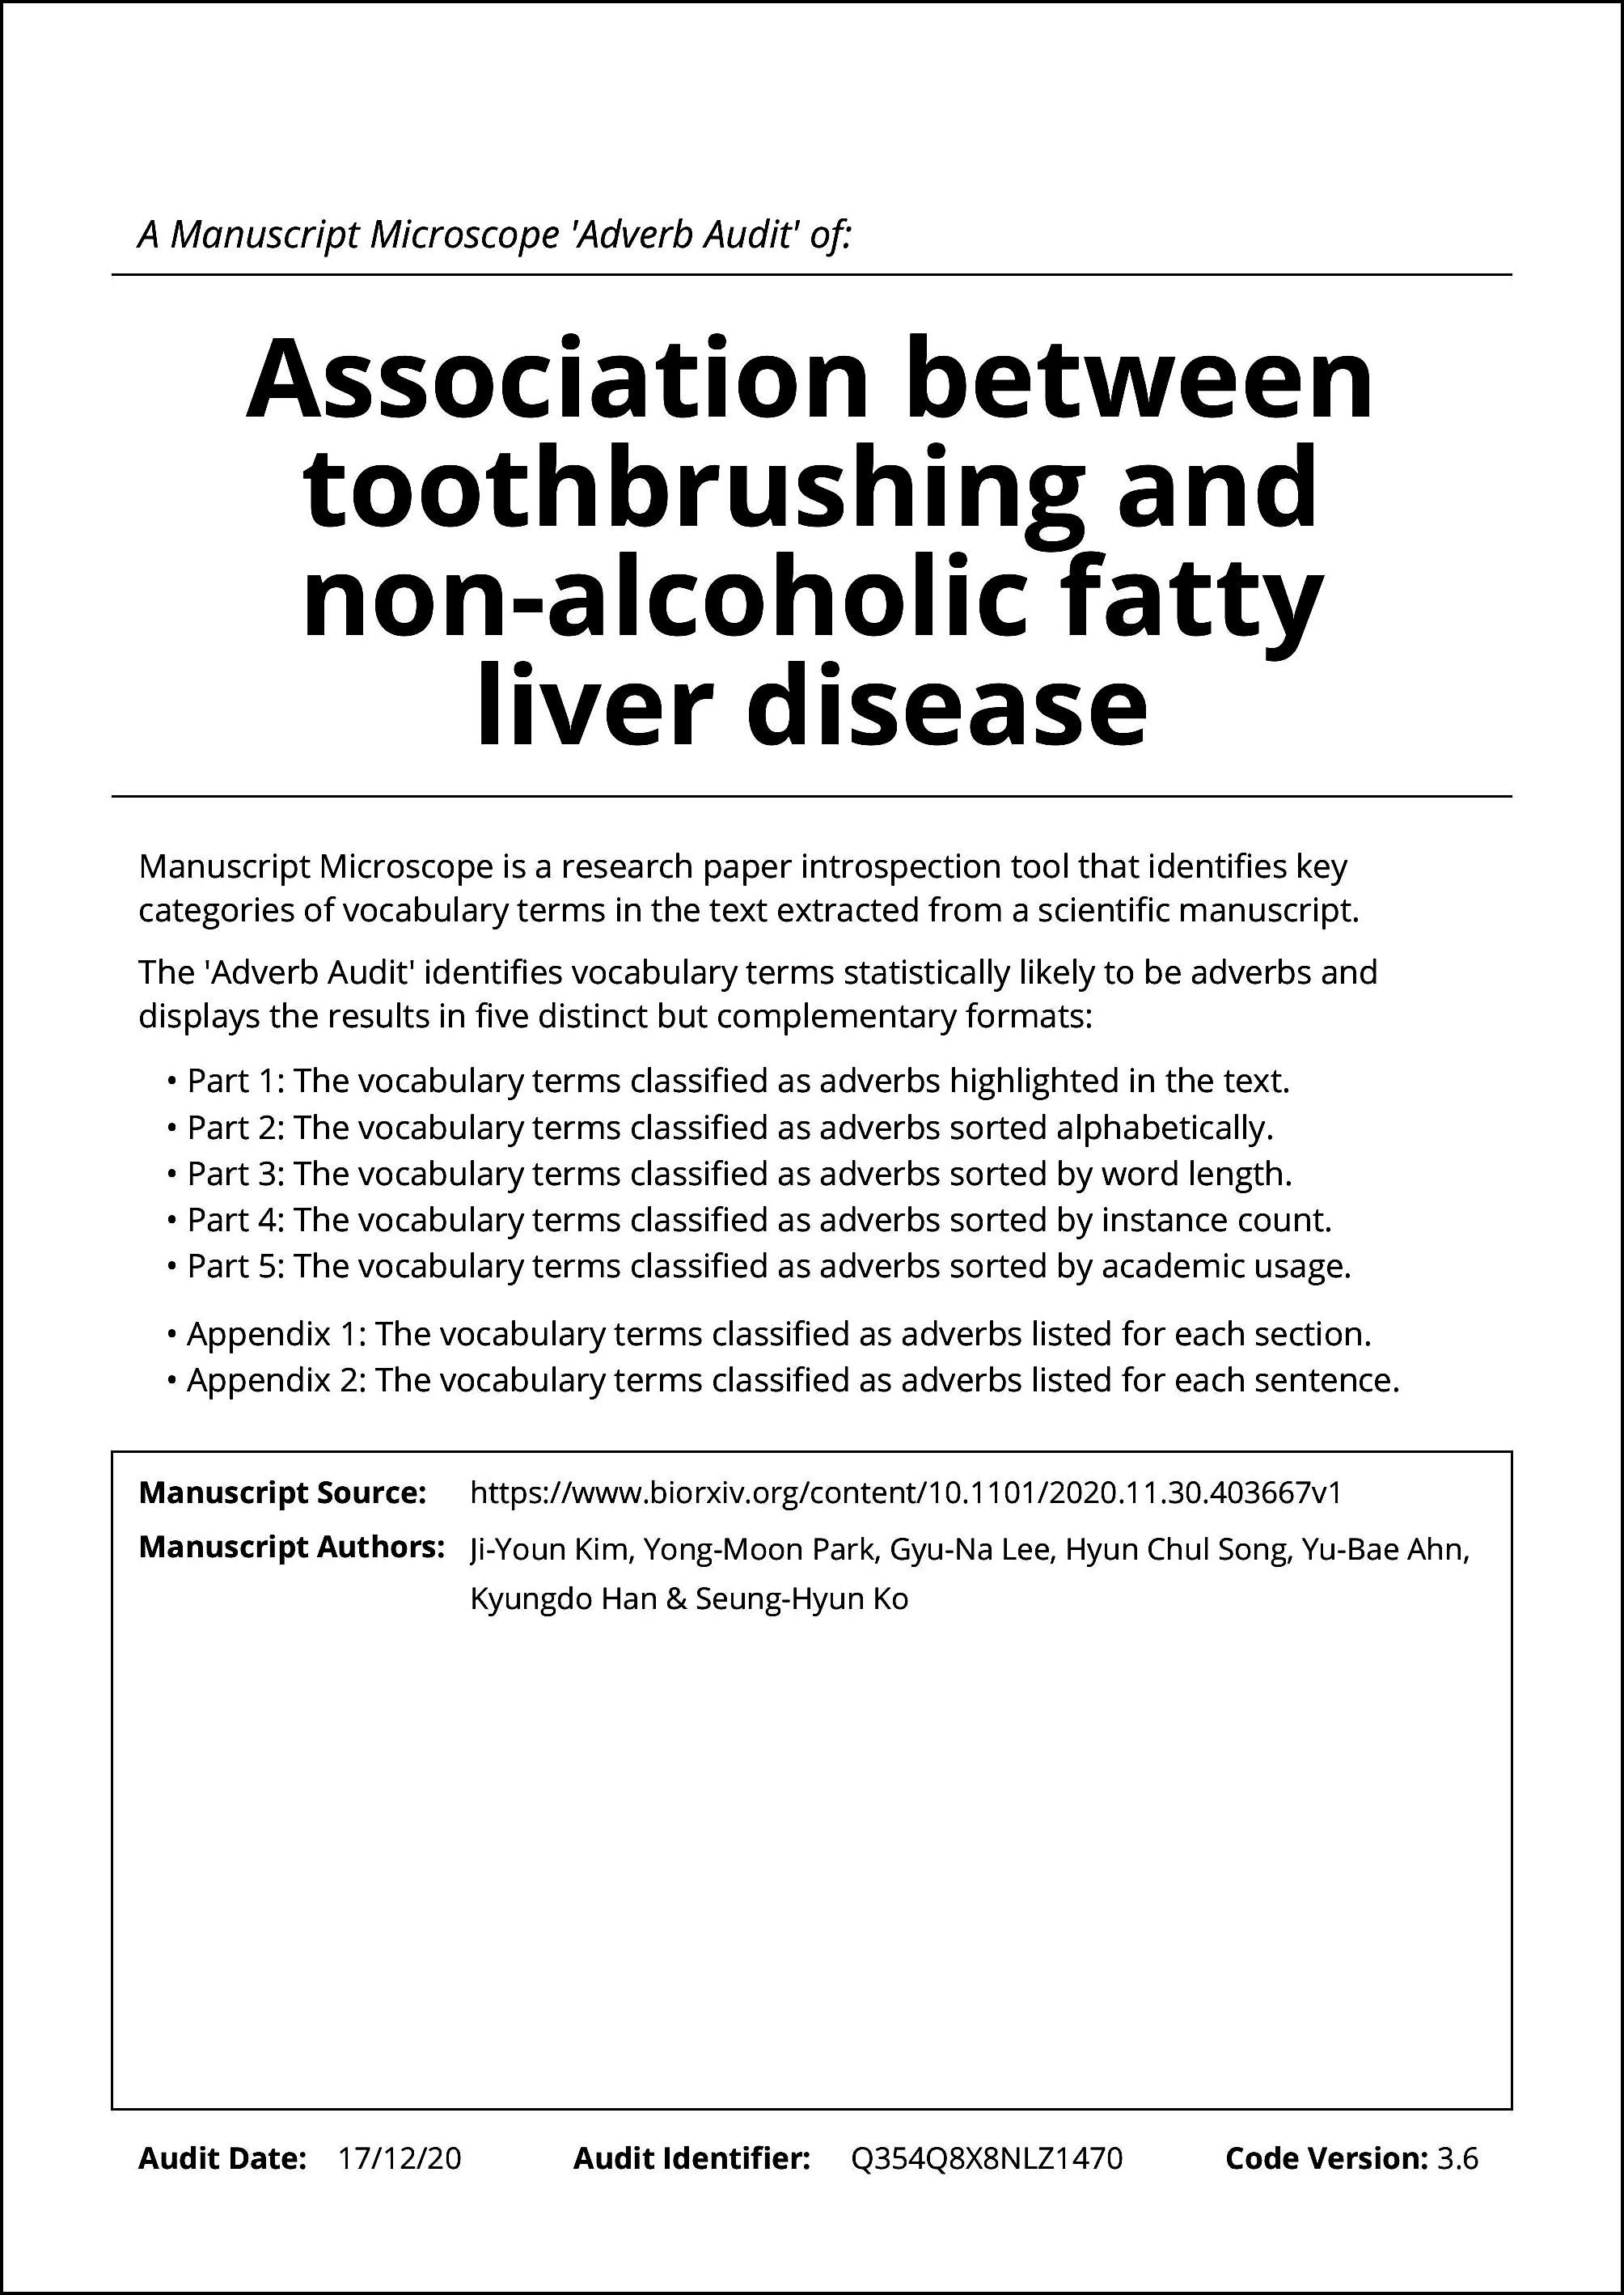 A Manuscript Microscope 'Adverb Audit' of:
Association between
toothbrushing and
non-alcoholic fatty
liver disease
Manuscript Microscope is a research paper introspection tool that identifies key
categories of vocabulary terms in the text extracted from a scientific manuscript.
The 'Adverb Audit' identifies vocabulary terms statistically likely to be adverbs and
displays the results in five distinct but complementary formats:
• Part 1: The vocabulary terms classified as adverbs highlighted in the text.
• Part 2: The vocabulary terms classified as adverbs sorted alphabetically.
• Part 3: The vocabulary terms classified as adverbs sorted by word length.
• Part 4: The vocabulary terms classified as adverbs sorted by instance count.
• Part 5: The vocabulary terms classified as adverbs sorted by academic usage.
• Appendix 1: The vocabulary terms classified as adverbs listed for each section.
• Appendix 2: The vocabulary terms classified as adverbs listed for each sentence.
Manuscript Source: https://www.biorxiv.org/content/10.1101/2020.11.30.403667v1
Manuscript Authors: Ji-Youn Kim, Yong-Moon Park, Gyu-Na Lee, Hyun Chul Song, Yu-Bae Ahn,
Kyungdo Han & Seung-Hyun Ko
Audit Date: 17/12/20 Audit Identifier: Q354Q8X8NLZ1470 Code Version: 3.6